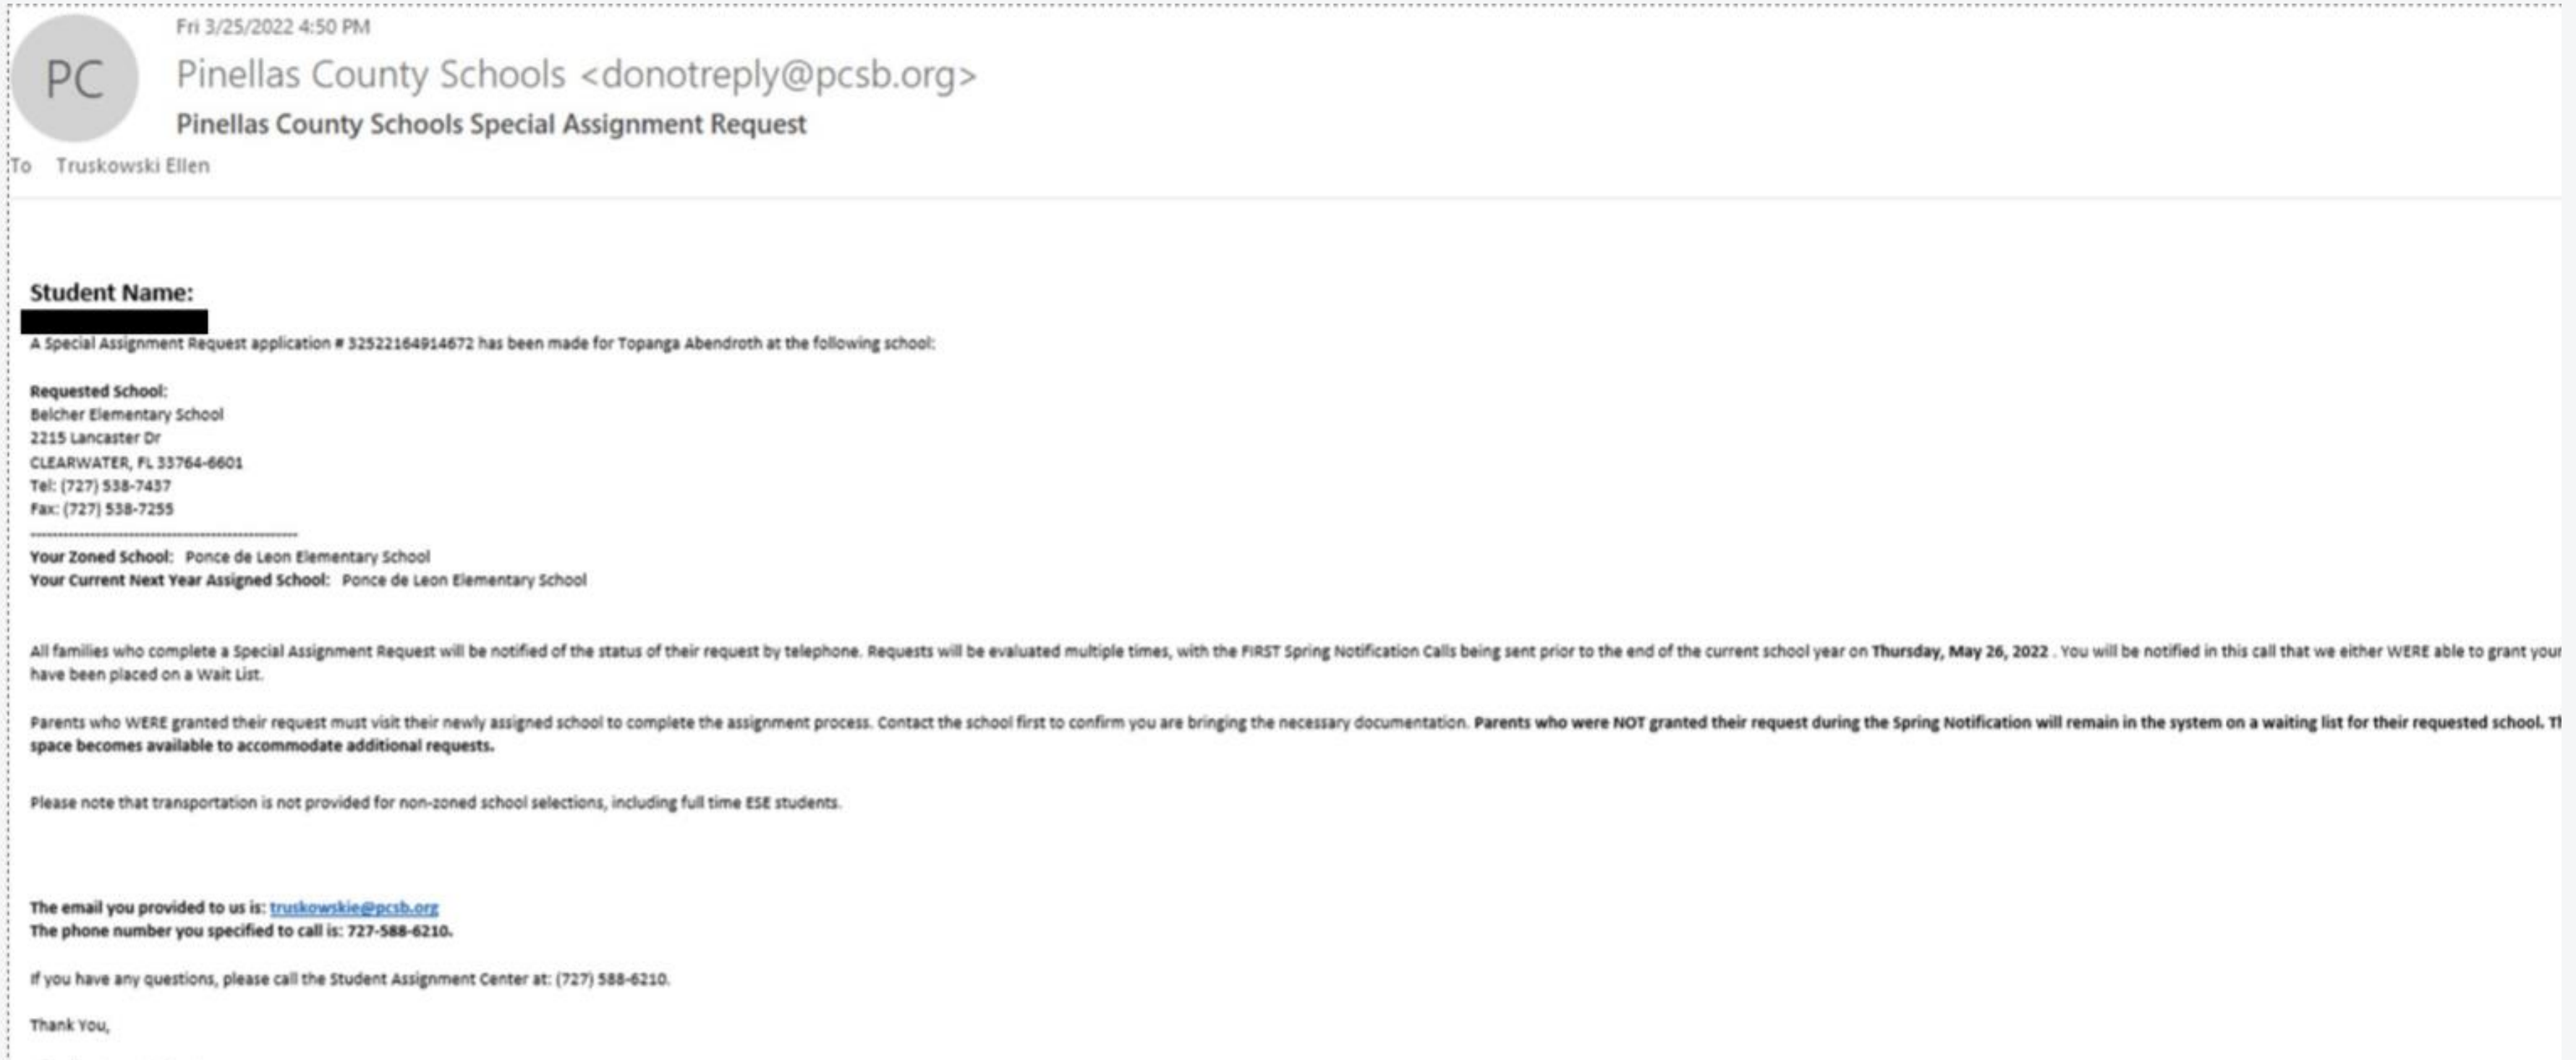 Fri 3/25/2022 4:50 PM
PC
Pinellas County Schools <donotreply@pcsb.org>
Pinellas County Schools Special Assignment Request
To Truskowski Ellen
Student Name:
A Special Assignment Request application # 32522164914672 has been made for Topanga Abendroth at the following school:
Requested School:
Belcher Elementary School
2215 Lancaster Dr
CLEARWATER, FL 33764-6601
Tel: (727) 538-7437
Fax: (727) 538-7255
--------------------------------------------------
Your Zoned School: Ponce de Leon Elementary School
Your Current Next Year Assigned School: Ponce de Leon Elementary School
All families who complete a Special Assignment Request will be notified of the status of their request by telephone. Requests will be evaluated multiple times, with the FIRST Spring Notification Calls being sent prior to the end of the current school year on Thursday, May 26, 2022 . You will be notified in this call that we either WERE able to grant your
have been placed on a Wait List.
Parents who WERE granted their request must visit their newly assigned school to complete the assignment process. Contact the school first to confirm you are bringing the necessary documentation. Parents who were NOT granted their request during the Spring Notification will remain in the system on a waiting list for their requested school.
space becomes available to accommodate additional requests.
Please note that transportation is not provided for non-zoned school selections, including full time ESE students.
The email you provided to us is: truskowskie@pcsb.org
The phone number you specified to call is: 727-588-6210.
If you have any questions, please call the Student Assignment Center at: (727) 588-6210.
Thank You,